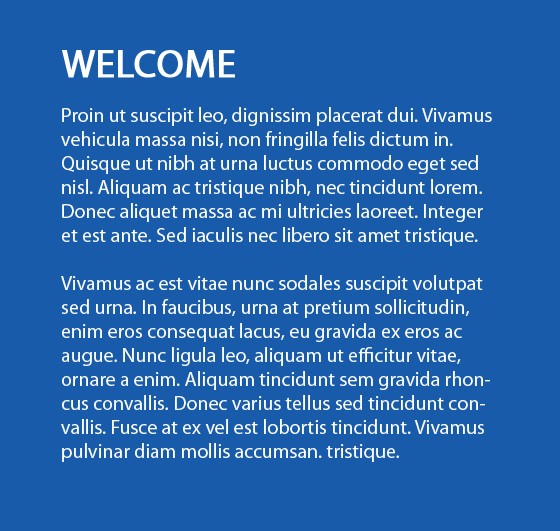 WELCOME
Proin ut suscipit leo, dignissim placerat dui. Vivamus
vehicula massa nisi, non fringilla felis dictum in.
Quisque ut nibh at urna luctus commodo eget sed
nisl. Aliquam ac tristique nibh, nec tincidunt lorem.
Donec aliquet massa ac mi ultricies laoreet. Integer
et est ante. Sed iaculis nec libero sit amet tristique.
Vivamus ac est vitae nunc sodales suscipit volutpat
sed urna. In faucibus, urna at pretium sollicitudin,
enim eros consequat lacus, eu gravida ex eros ac
augue. Nunc ligula leo, aliquam ut efficitur vitae,
ornare a enim. Aliquam tincidunt sem gravida rhon-
cus convallis. Donec varius tellus sed tincidunt con-
vallis. Fusce at ex vel est lobortis tincidunt. Vivamus
pulvinar diam mollis accumsan. tristique.